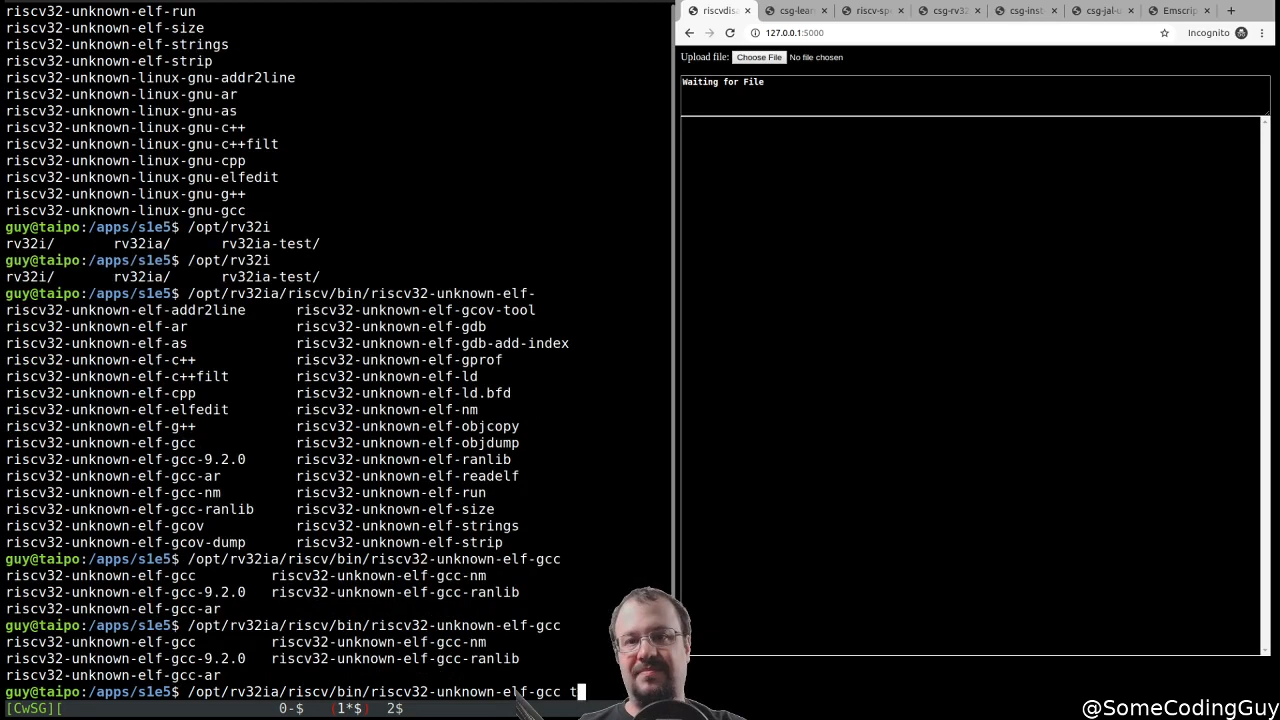 riscv32-unknown-elf-run
riscv32-unknown-elf-size
riscv32-unknown-elf-strings
riscv32-unknown-elf-strip
riscv32-unknown-linux-gnu-addr2line
riscv32-unknown-linux-gnu-ar
riscv32-unknown-linux-gnu-as
riscv32-unknown-linux-gnu-c++
riscv32-unknown-linux-gnu-c++filt
riscv32-unknown-linux-gnu-cpp
riscv32-unknown-linux-gnu-elfedit
riscv32-unknown-linux-gnu-g++
riscv32-unknown-linux-gnu-gcc
guy@taipo:/apps/s1e5$ /opt/rv32i
rv32i/ rv32ia/ rv32ia-test/
guy@taipo:/apps/s1e5$ /opt/rv32i
rv32i/ rv32ia/ rv32ia-test/
guy@taipo:/apps/s1e5$ /opt/rv32ia/riscv/bin/riscv32-unknown-elf-
riscv32-unknown-elf-addr2line riscv32-unknown-elf-gcov-tool
riscv32-unknown-elf-ar riscv32-unknown-elf-gdb
riscv32-unknown-elf-as riscv32-unknown-elf-gdb-add-index
riscv32-unknown-elf-c++ riscv32-unknown-elf-gprof
riscv32-unknown-elf-c++filt riscv32-unknown-elf-ld
riscv32-unknown-elf-cpp riscv32-unknown-elf-ld.bfd
riscv32-unknown-elf-elfedit riscv32-unknown-elf-nm
riscv32-unknown-elf-g++ riscv32-unknown-elf-objcopy
riscv32-unknown-elf-gcc riscv32-unknown-elf-objdump
riscv32-unknown-elf-gcc-9.2.0 riscv32-unknown-elf-ranlib
riscv32-unknown-elf-gcc-ar riscv32-unknown-elf-readelf
riscv32-unknown-elf-gcc-nm riscv32-unknown-elf-run
riscv32-unknown-elf-gcc-ranlib riscv32-unknown-elf-size
riscv32-unknown-elf-gcov riscv32-unknown-elf-strings
riscv32-unknown-elf-gcov-dump riscv32-unknown-elf-strip
guy@taipo:/apps/s1e5$ /opt/rv32ia/riscv/bin/riscv32-unknown-elf-gcc
riscv32-unknown-elf-gcc riscv32-unknown-elf-gcc-nm
riscv32-unknown-elf-gcc-9.2.0 riscv32-unknown-elf-gcc-ranlib
riscv32-unknown-elf-gcc-ar
guy@taipo:/apps/s1e5$ /opt/rv32ia/riscv/bin/riscv32-unknown-elf-gcc
riscv32-unknown-elf-gcc riscv32-unknown-elf-gcc-nm
riscv32-unknown-elf-gcc-9.2.0 riscv32-unknown-elf-gcc-ranlib
riscv32-unknown-elf-gcc-ar
guy@taipo:/apps/s1e5$ /opt/rv32ia/riscv/bin/riscv32-unknown-elf-gcc t
[CwSG][ 0-$ (1*$) 2$
riscvdis csg-lear riscv-sp csg-rv32 csg-inst csg-jal-u Emscrip
127.0.0.1:5000 Incognito
Upload file: Choose File No file chosen
Waiting for File
@SomeCodingGuy